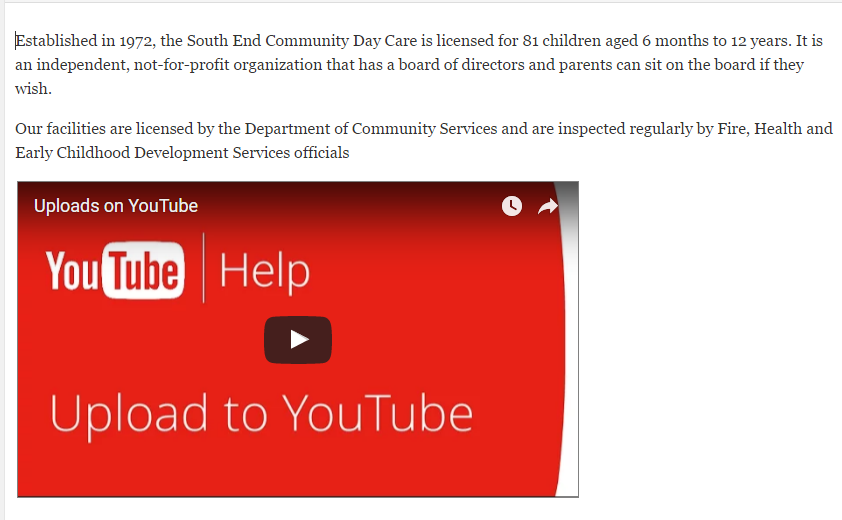 Established in 1972, the South End Community Day Care is licensed for 81 children aged 6 months to 12 years. It is
an independent, not-for-profit organization that has a board of directors and parents can sit on the board if they
wish.
Our facilities are licensed by the Department of Community Services and are inspected regularly by Fire, Health and
Early Childhood Development Services officials
Uploads on YouTube
YouTube Help
Upload to YouTube